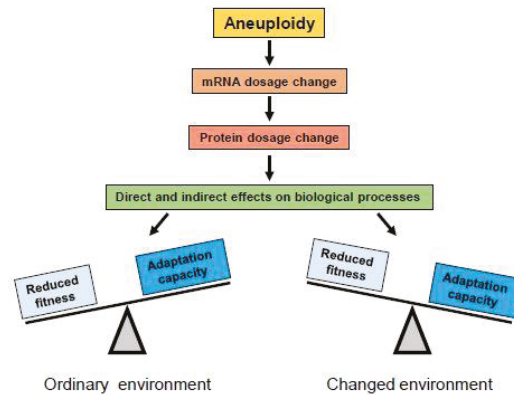 Aneuploidy
mRNA dosage change
Protein dosage change
Direct and indirect effects on biological processes
Reduced
fitness
Adaptation
capacity
Reduced
fitness
Adaptation
capacity
Ordinary environment
Changed environment